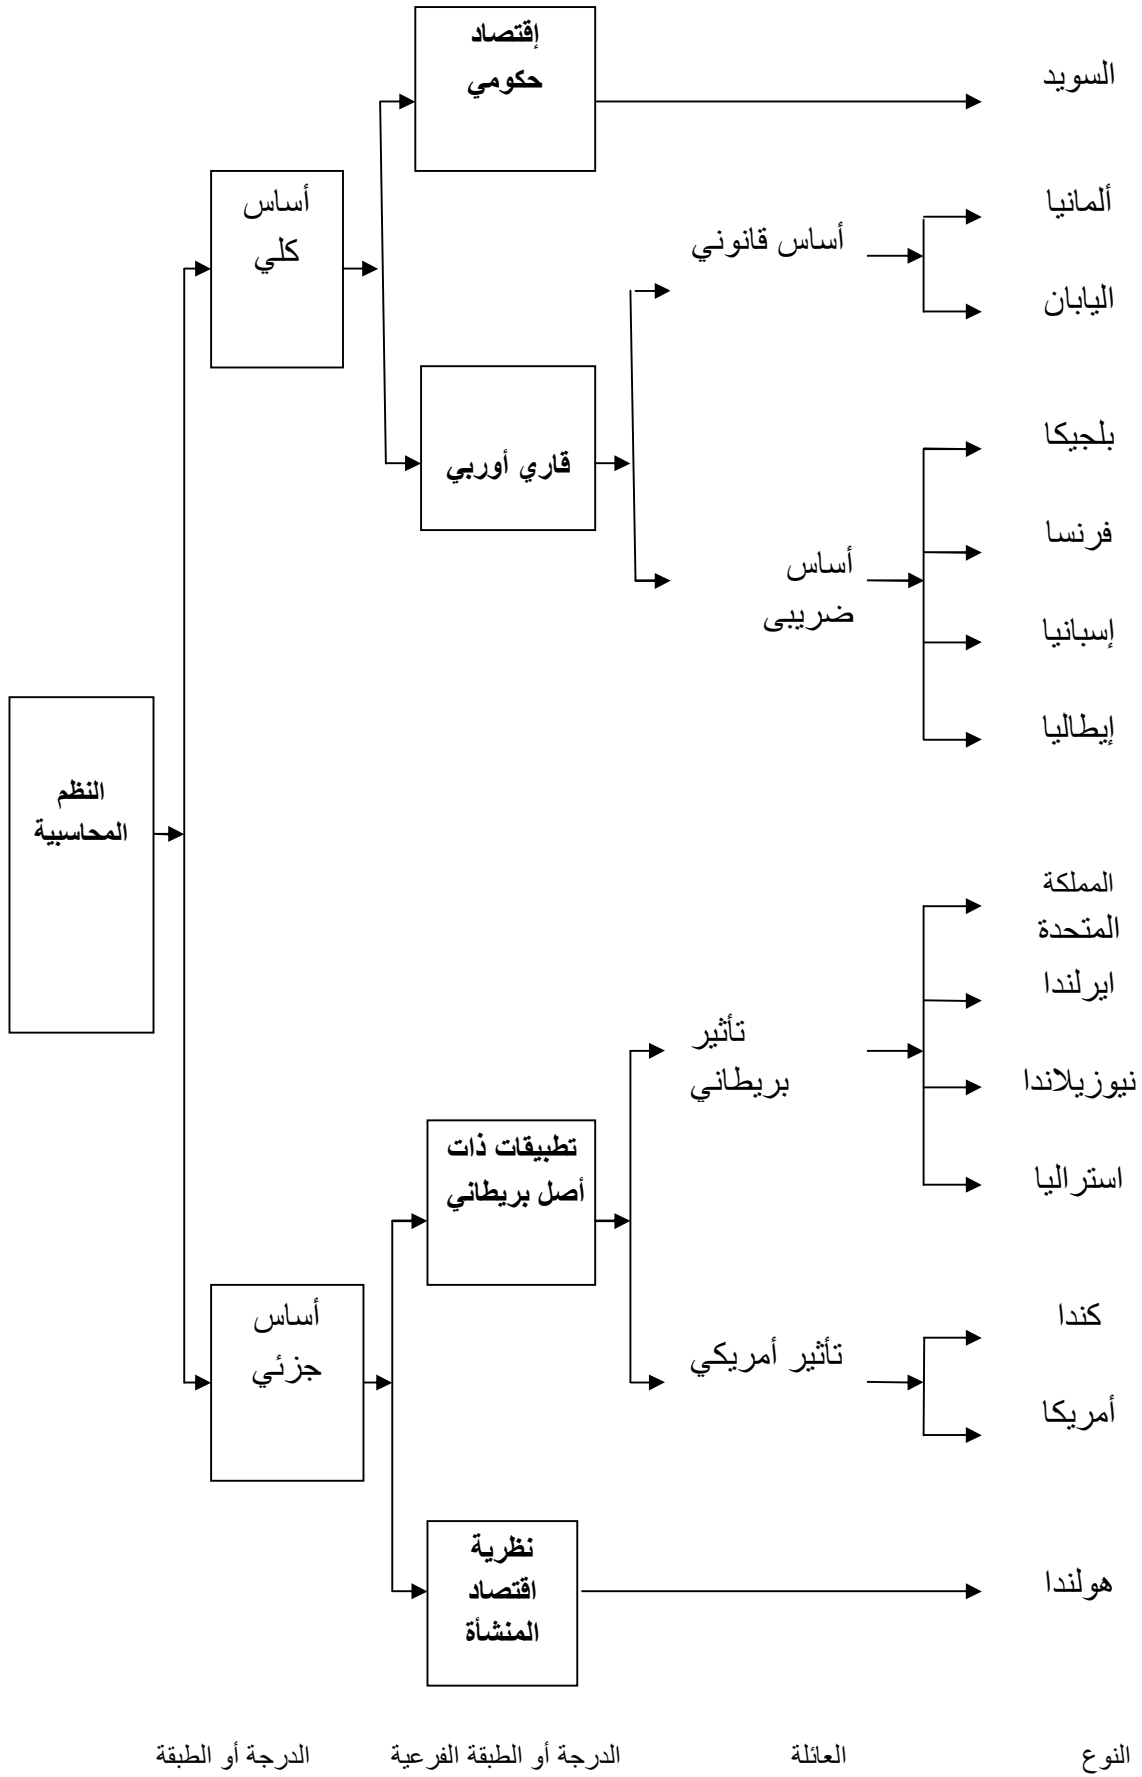 إقتصاد
حكومي
السويد
أساس
كلي
ألمانيا
أساس قانوني
اليابان
قاري أوربي
بلجيكا
فرنسا
أساس
ضريبى
إسبانيا
إيطاليا
النظم
المحاسبية
المملكة
المتحدة
ايرلندا
تأثير
بريطاني
نيوزيلاندا
تطبيقات ذات
أصل بريطاني
استراليا
أساس
جزئي
كندا
تأثير أمريكي
أمريكا
نظرية
اقتصاد
المنشأة
هولندا
النوع
العائلة
الدرجة أو الطبقة الفرعية
الدرجة أو الطبقة